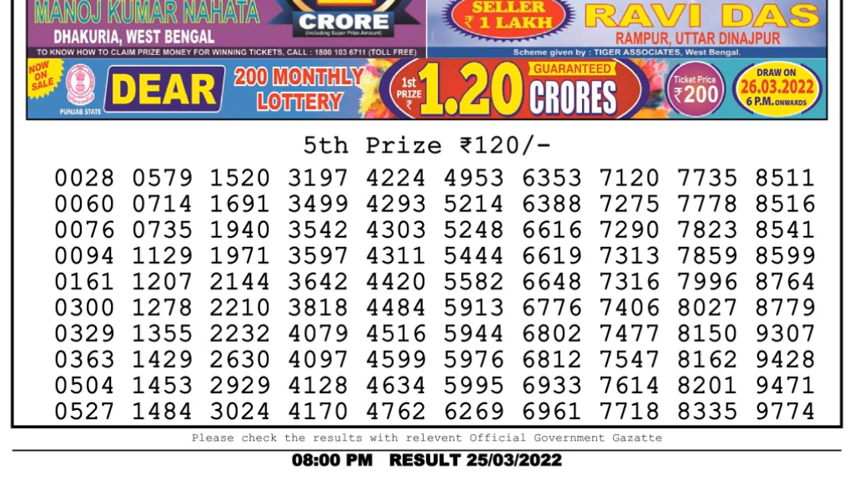 MANOJ KUMAR NAHATA
DHAKURIA, WEST BENGAL
CRORE
(Including Super Prize Amount)
TO KNOW HOW TO CLAIM PRIZE MONEY FOR WINNING TICKETS, CALL : 1800 103 6711 (TOLL FREE)
SELLER
₹ 1 LAKH
RAVI DAS
RAMPUR, UTTAR DINAJPUR
Scheme given by : TIGER ASSOCIATES, West Bengal.
NOW ON SALE
PUNJAB STATE
DEAR
200 MONTHLY
LOTTERY
1st PRIZE ₹
1.20
GUARANTEED
CRORES
Ticket Price
₹200
DRAW ON
26.03.2022
6 P.M. ONWARDS
5th Prize ₹120/-
0028 0579 1520 3197 4224 4953 6353 7120 7735 8511
0060 0714 1691 3499 4293 5214 6388 7275 7778 8516
0076 0735 1940 3542 4303 5248 6616 7290 7823 8541
0094 1129 1971 3597 4311 5444 6619 7313 7859 8599
0161 1207 2144 3642 4420 5582 6648 7316 7996 8764
0300 1278 2210 3818 4484 5913 6776 7406 8027 8779
0329 1355 2232 4079 4516 5944 6802 7477 8150 9307
0363 1429 2630 4097 4599 5976 6812 7547 8162 9428
0504 1453 2929 4128 4634 5995 6933 7614 8201 9471
0527 1484 3024 4170 4762 6269 6961 7718 8335 9774
Please check the results with relevent Official Government Gazatte
08:00 PM RESULT 25/03/2022